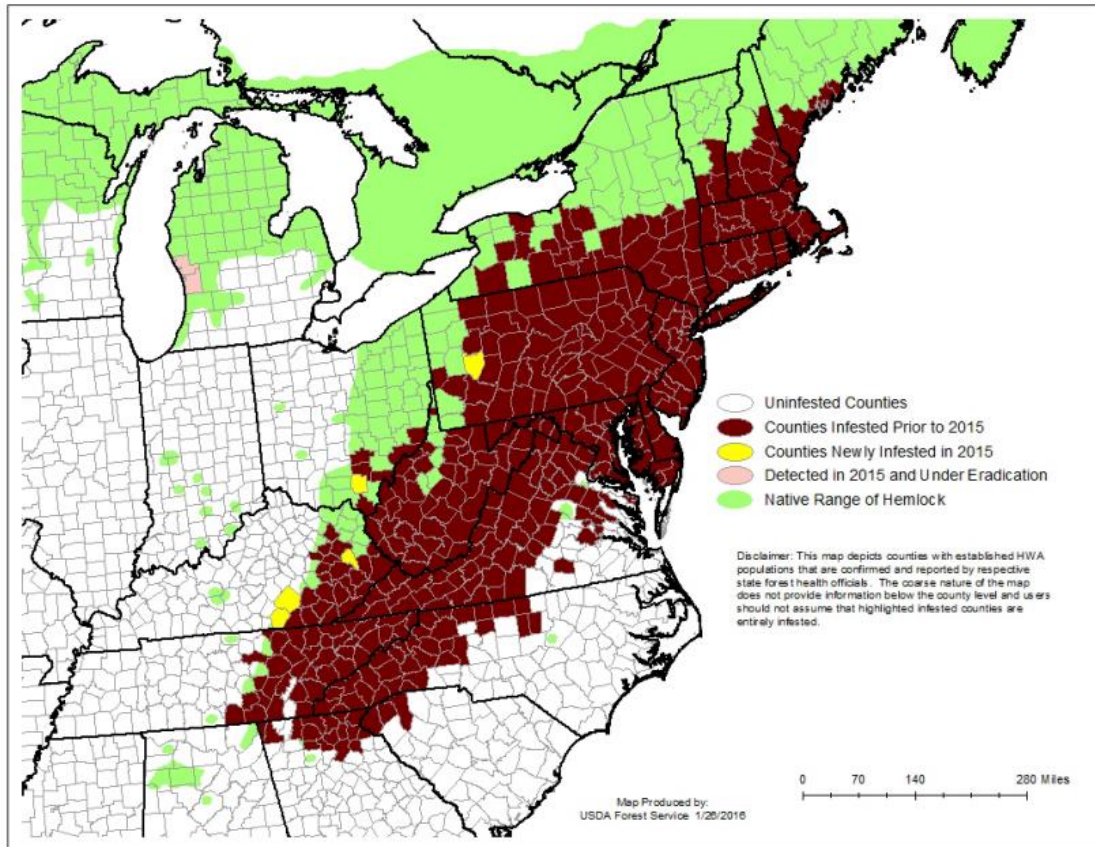 Uninfested Counties
Counties Infested Prior to 2015
Counties Newly Infested in 2015
Detected in 2015 and Under Eradication
Native Range of Hemlock
Disclaimer: This map depicts counties with established HWA
populations that are confirmed and reported by respective
state forest health officials. The coarse nature of the map
does not provide information below the county level and users
should not assume that highlighted infested counties are
entirely infested.
0 70 140 280 Miles
Map Produced by:
USDA Forest Service 1/26/2016